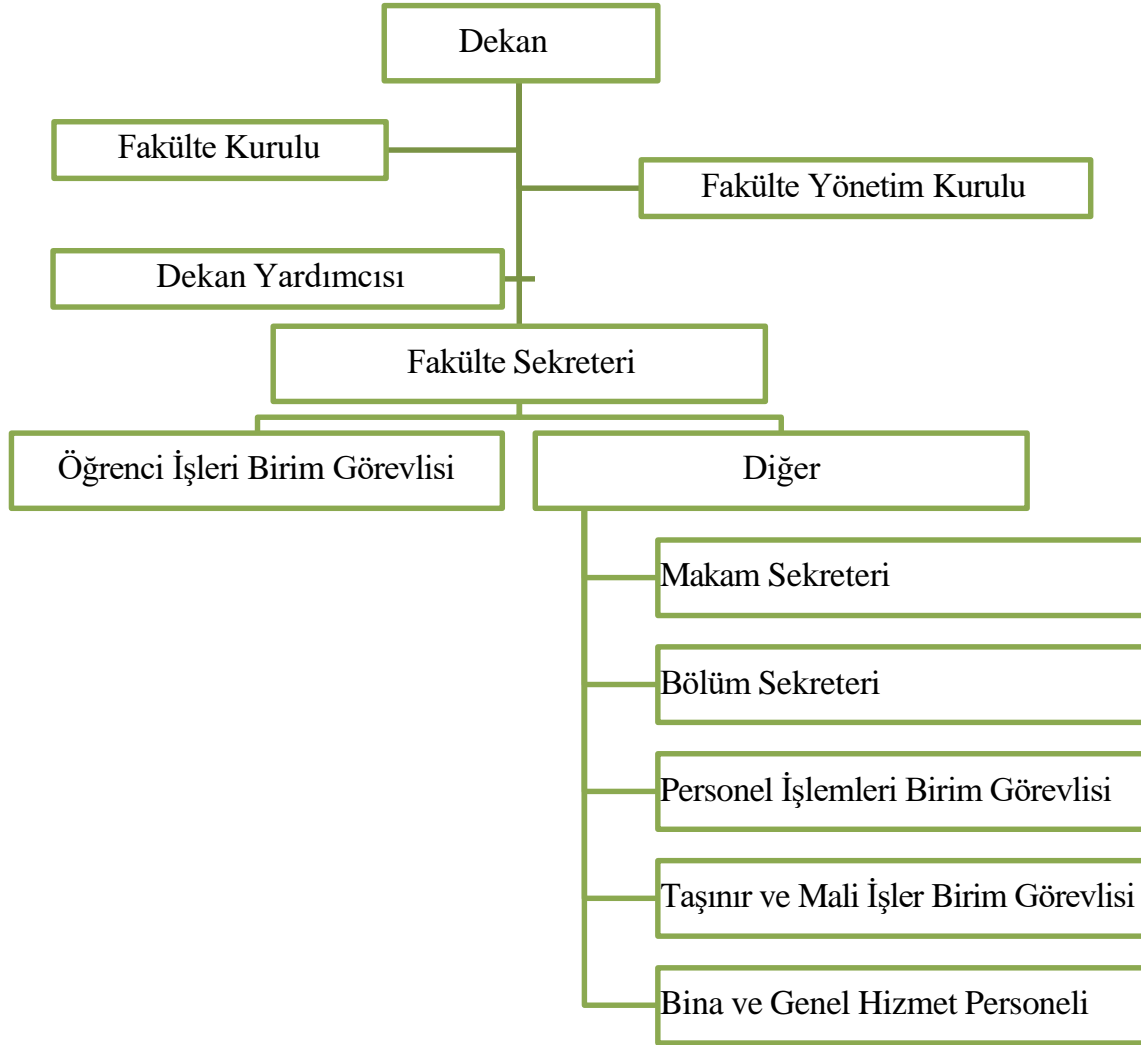 Dekan
Fakülte Kurulu
Fakülte Yönetim Kurulu
Dekan Yardımcısı
Fakülte Sekreteri
Öğrenci İşleri Birim Görevlisi
Diğer
Makam Sekreteri
Bölüm Sekreteri
Personel İşlemleri Birim Görevlisi
Taşınır ve Mali İşler Birim Görevlisi
Bina ve Genel Hizmet Personeli